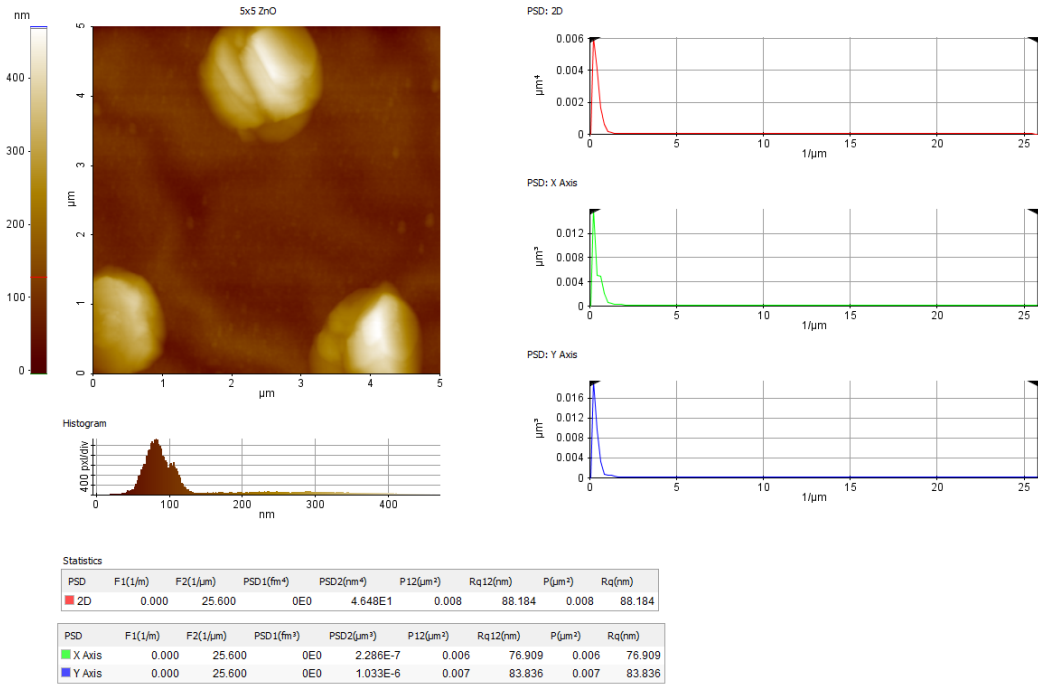 nm
5x5 ZnO
400
300
200
100
0
5
4
3
2
1
0
µm
0 1 2 3 4 5
µm
Histogram
400 pxl/div
0 100 200 300 400
nm
PSD: 2D
0.006
0.004
0.002
0
µm⁴
0 5 10 15 20 25
1/µm
PSD: X Axis
0.012
0.008
0.004
0
µm³
0 5 10 15 20 25
1/µm
PSD: Y Axis
0.016
0.012
0.008
0.004
0
µm³
0 5 10 15 20 25
1/µm
Statistics
PSD F1(1/m) F2(1/µm) PSD1(fm⁴) PSD2(nm⁴) P12(µm²) Rq12(nm) P(µm²) Rq(nm)
2D 0.000 25.600 0E0 4.648E1 0.008 88.184 0.008 88.184
PSD F1(1/m) F2(1/µm) PSD1(fm³) PSD2(µm³) P12(µm²) Rq12(nm) P(µm²) Rq(nm)
X Axis 0.000 25.600 0E0 2.286E-7 0.006 76.909 0.006 76.909
Y Axis 0.000 25.600 0E0 1.033E-6 0.007 83.836 0.007 83.836